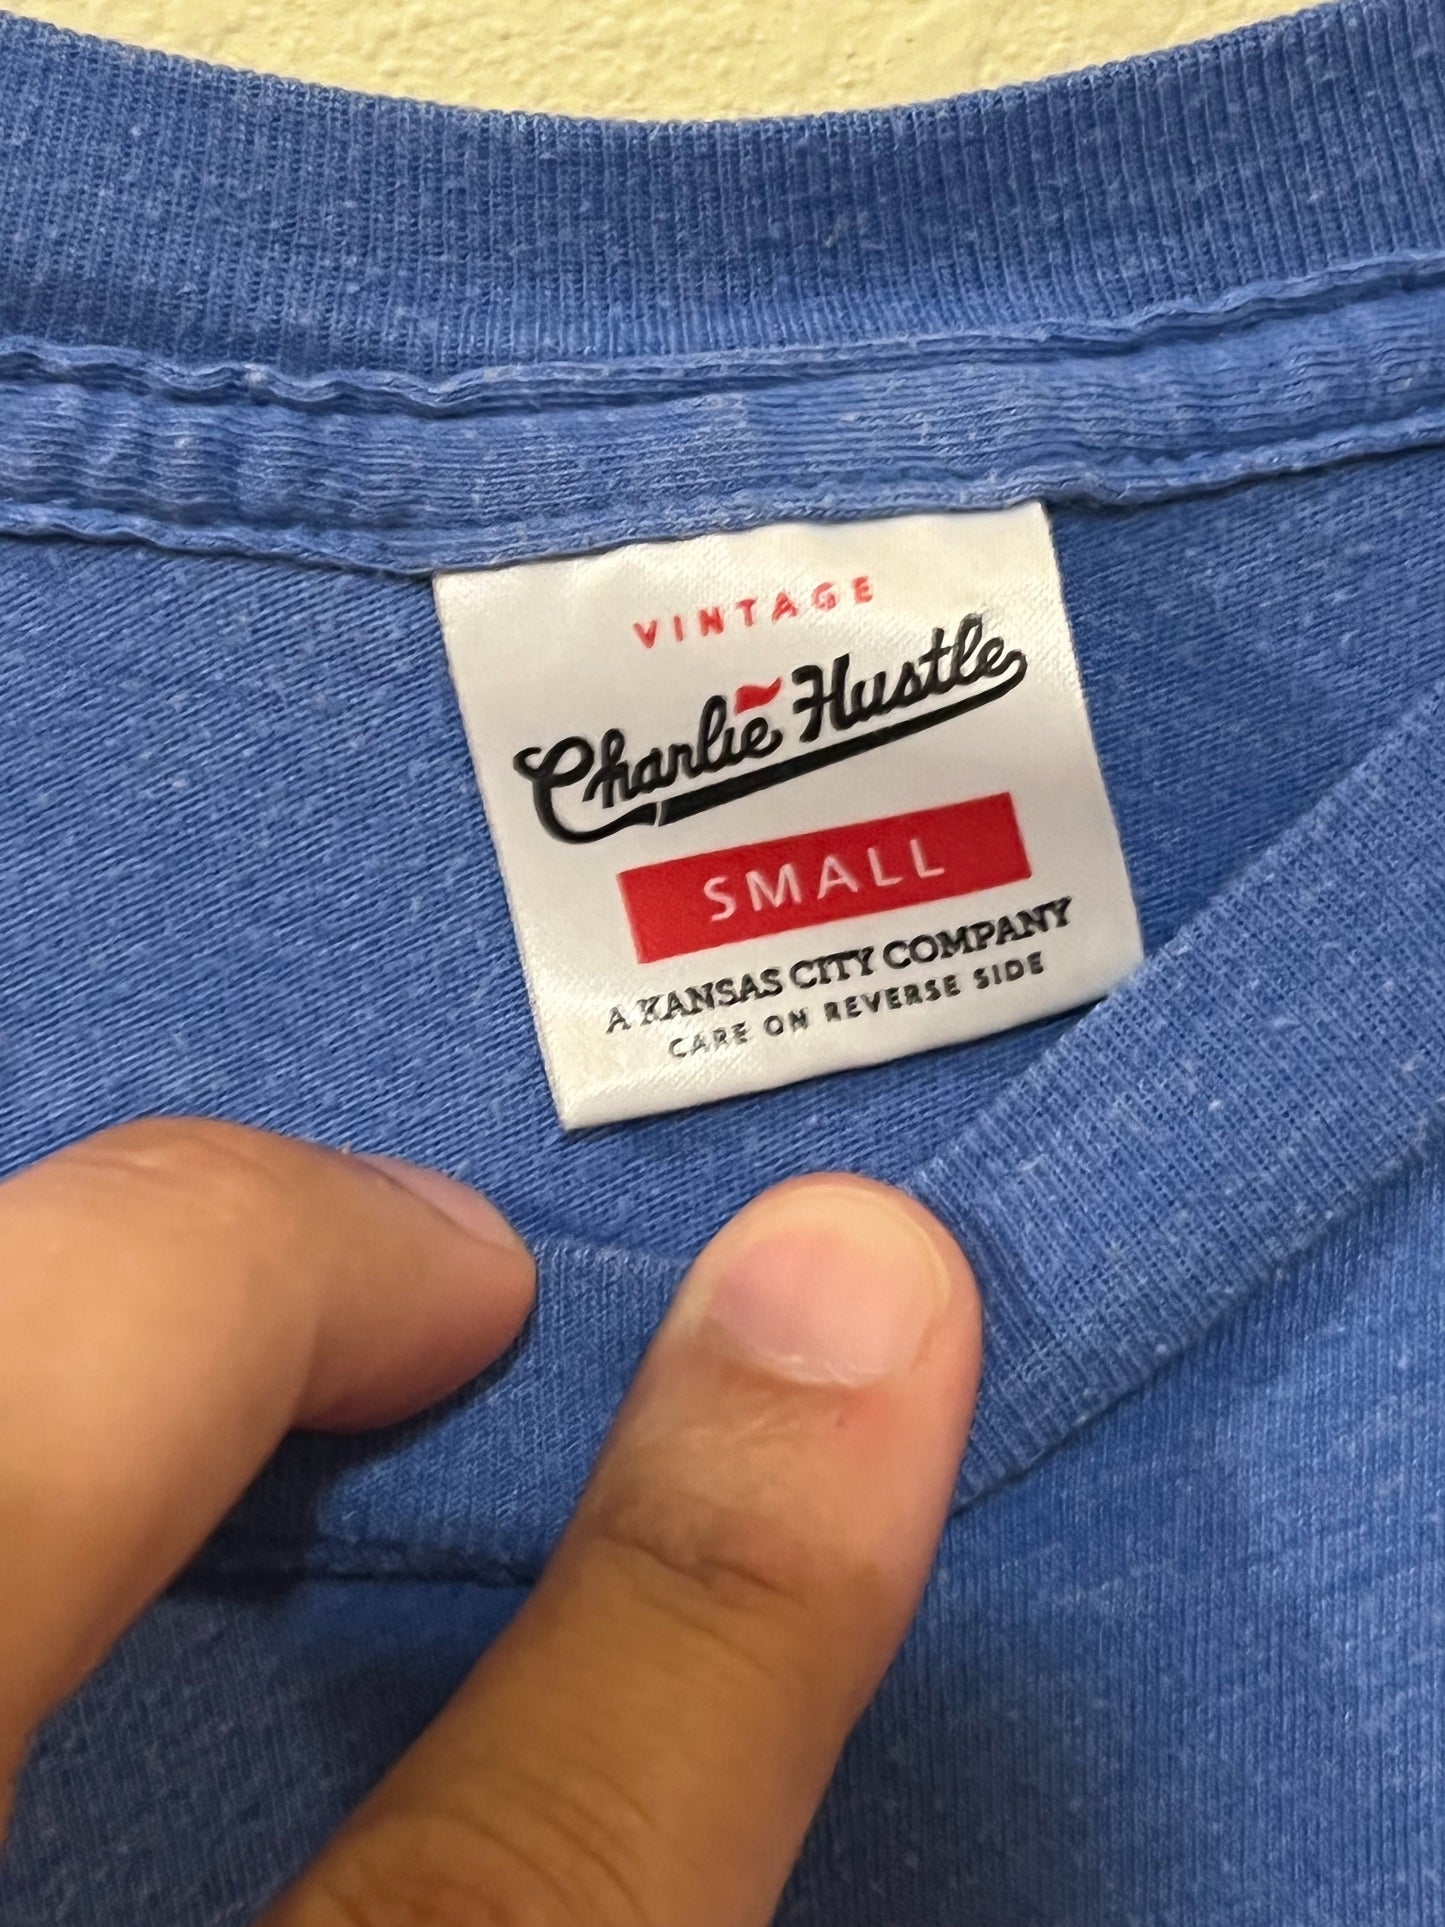 VINTAGE
Charlie Hustle
SMALL
A KANSAS CITY COMPANY
CARE ON REVERSE SIDE